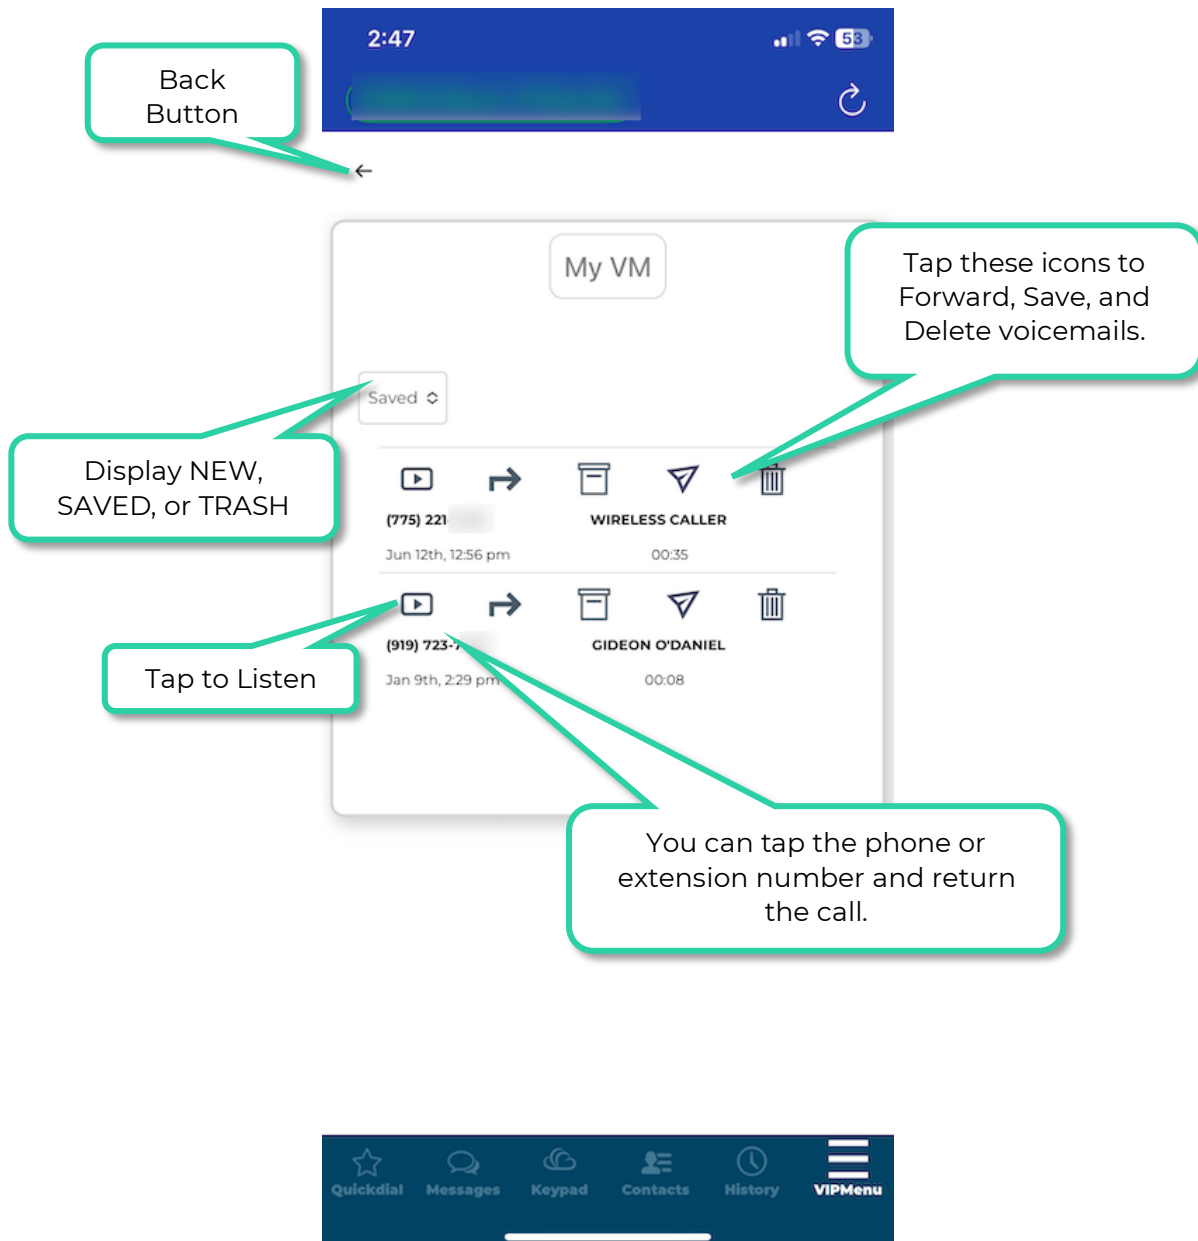 2:47
53
Back
Button
My VM
Tap these icons to
Forward, Save, and
Delete voicemails.
Saved
Display NEW,
SAVED, or TRASH
(775) 221-
WIRELESS CALLER
Jun 12th, 12:56 pm
00:35
(919) 723-7
GIDEON O'DANIEL
Jan 9th, 2:29 pm
00:08
Tap to Listen
You can tap the phone or
extension number and return
the call.
Quickdial Messages Keypad Contacts History VIPMenu